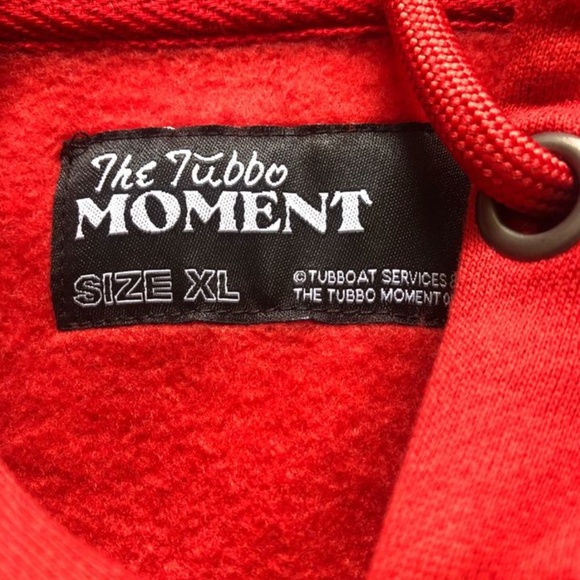 The Tubbo
MOMENT
SIZE XL
©TUBBOAT SERVICES
THE TUBBO MOMENT